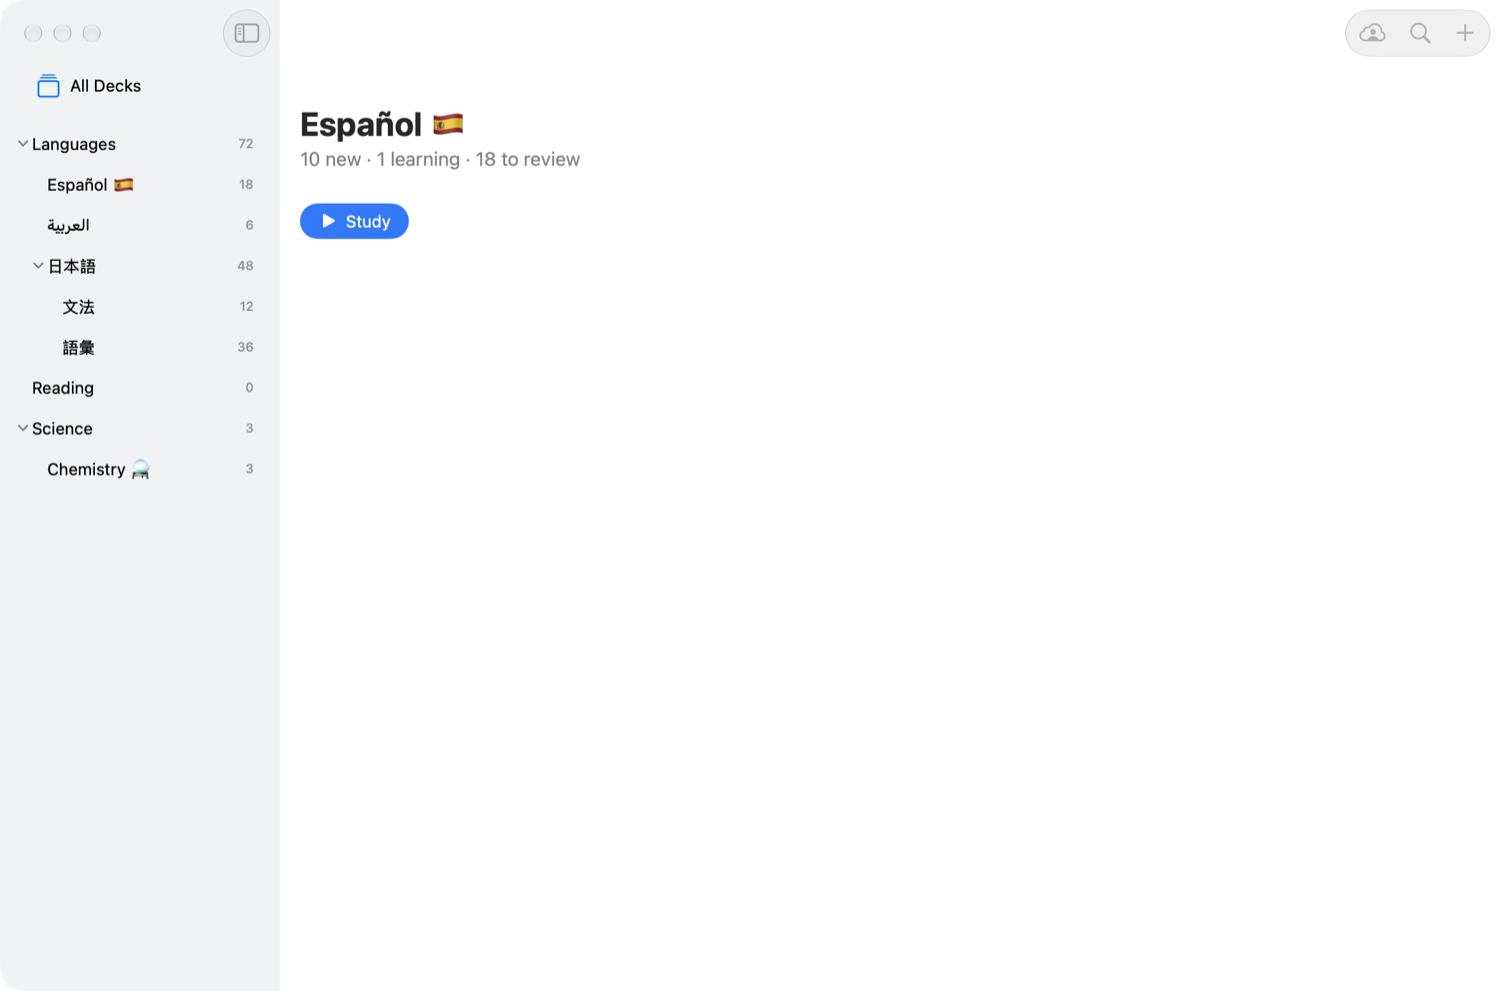 All Decks
Languages 72
Español 🇪🇸 18
العربية 6
日本語 48
文法 12
語彙 36
Reading 0
Science 3
Chemistry 3
Español 🇪🇸
10 new · 1 learning · 18 to review
Study